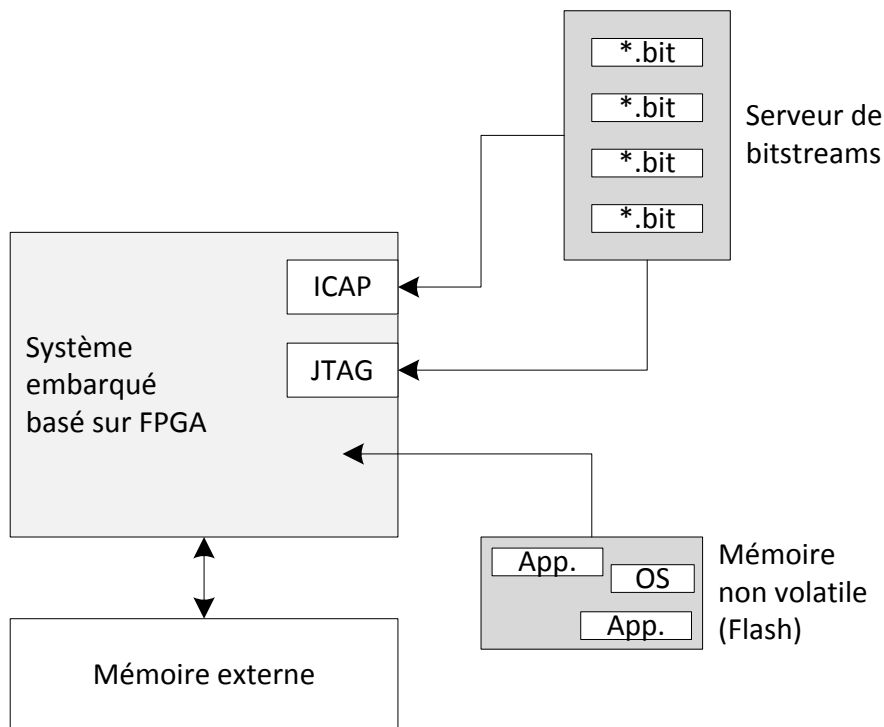 *.bit
*.bit
*.bit
*.bit
Serveur de
bitstreams
ICAP
JTAG
Système
embarqué
basé sur FPGA
App.
OS
App.
Mémoire
non volatile
(Flash)
Mémoire externe